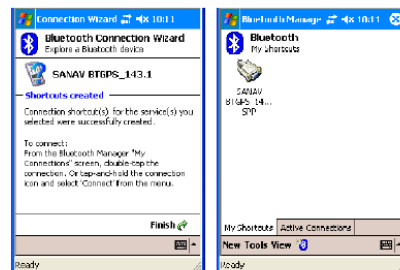 Connection Wizard 10:11
Bluetooth Connection Wizard
Explore a Bluetooth device
SANAV BTGPS_143.1
Shortcuts created
Connection shortcut(s) for the service(s) you
selected were successfully created.
To connect:
From the Bluetooth Manager "My
Connections" screen, double-tap the
connection. Or tap-and-hold the connection
icon and select 'Connect' from the menu.
Finish
Ready
Bluetooth Manage 10:11
Bluetooth
My Shortcuts
SANAV
BTGPS_14...
SPP
My Shortcuts Active Connections
New Tools View
Ready